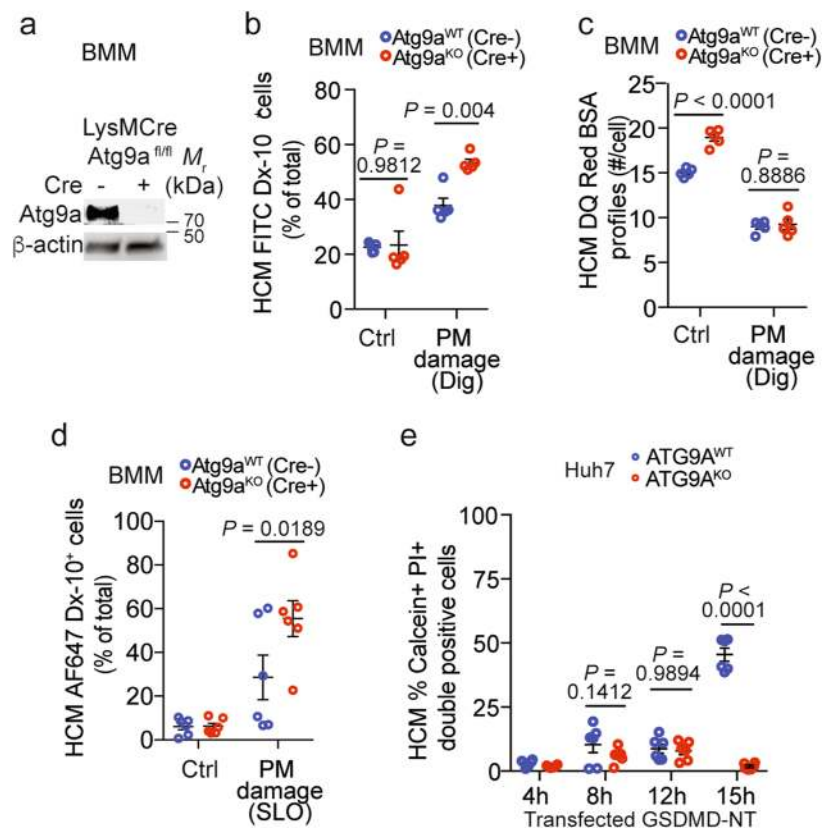 a
BMM
LysMCre
Atg9a fl/fl Mr
Cre - + (kDa)
Atg9a
70
50
β-actin
b
BMM
Atg9aWT (Cre-)
Atg9aKO (Cre+)
HCM FITC Dx-10 cells
(% of total)
80
60
40
20
0
P =
0.9812
P = 0.004
Ctrl
PM
damage
(Dig)
c
BMM
Atg9aWT (Cre-)
Atg9aKO (Cre+)
HCM DQ Red BSA
profiles (#/cell)
25
20
15
10
5
0
P < 0.0001
P =
0.8886
Ctrl
PM
damage
(Dig)
d
BMM
Atg9aWT (Cre-)
Atg9aKO (Cre+)
HCM AF647 Dx-10+ cells
(% of total)
100
80
60
40
20
0
P = 0.0189
Ctrl
PM
damage
(SLO)
e
Huh7
ATG9AWT
ATG9AKO
HCM % Calcein+ PI+
double positive cells
100
75
50
25
0
P =
0.1412
P =
0.9894
P <
0.0001
4h 8h 12h 15h
Transfected GSDMD-NT